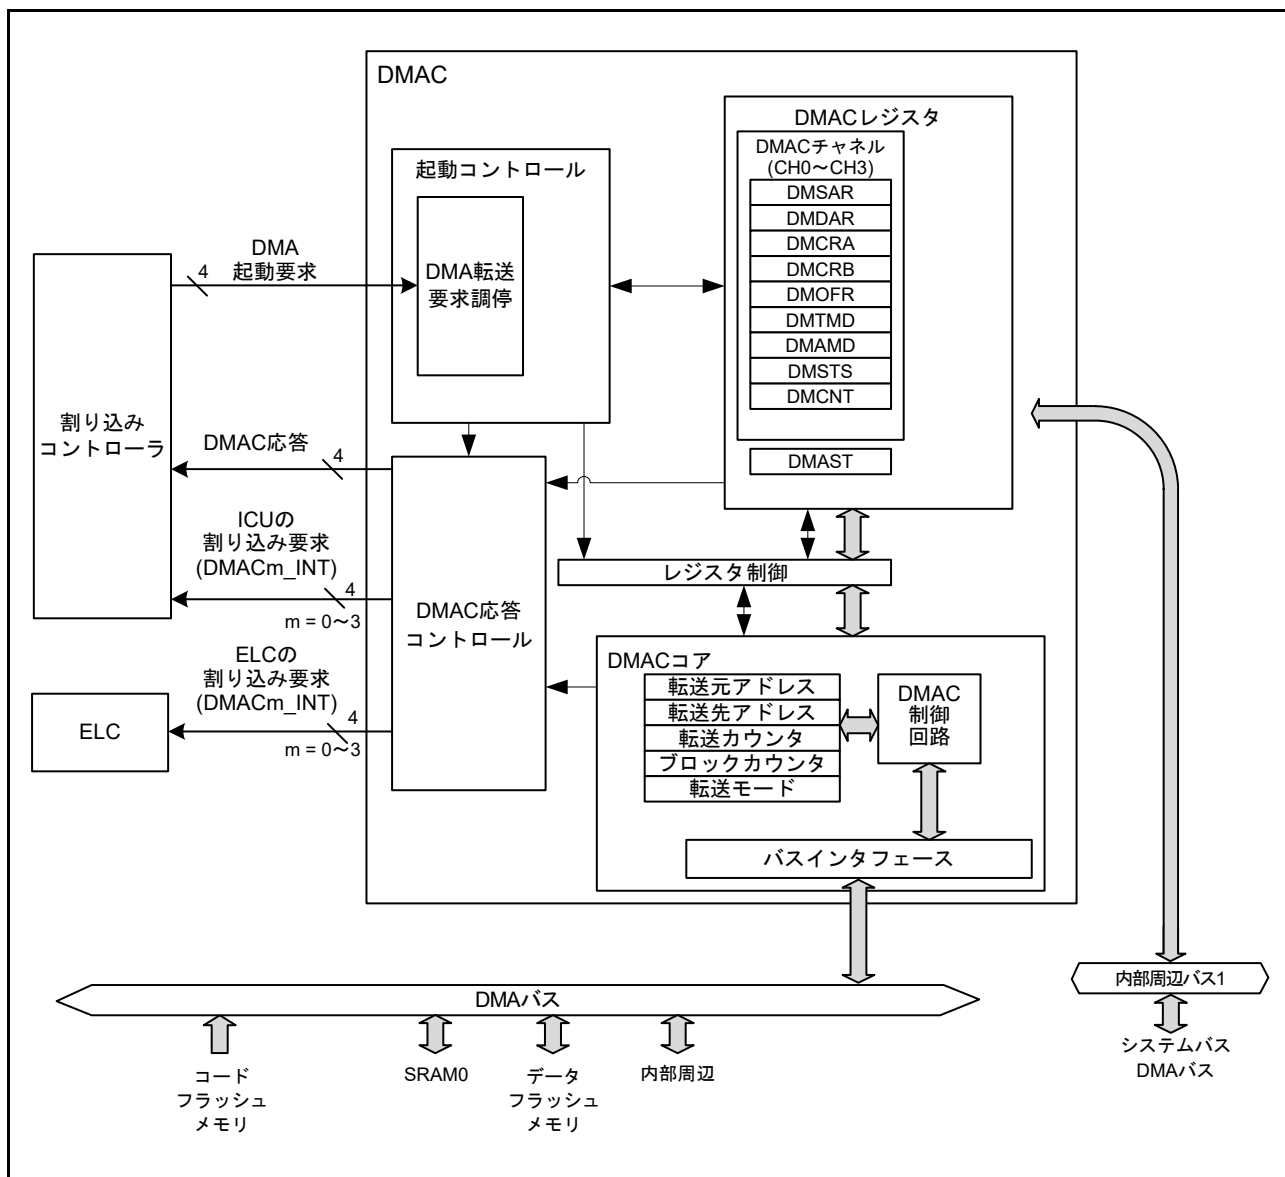 DMAC
DMACレジスタ
DMACチャネル
(CH0～CH3)
DMSAR
DMDAR
DMCRA
DMCRB
DMOFR
DMTMD
DMAMD
DMSTS
DMCNT
DMAST
起動コントロール
DMA転送
要求調停
DMA
起動要求
4
割り込み
コントローラ
DMAC応答
4
ICUの
割り込み要求
(DMACm_INT)
4
m = 0～3
ELCの
割り込み要求
(DMACm_INT)
4
m = 0～3
ELC
DMAC応答
コントロール
レジスタ制御
DMACコア
転送元アドレス
転送先アドレス
転送カウンタ
ブロックカウンタ
転送モード
DMAC
制御
回路
バスインタフェース
DMAバス
内部周辺バス1
コード
フラッシュ
メモリ
SRAM0
データ
フラッシュ
メモリ
内部周辺
システムバス
DMAバス